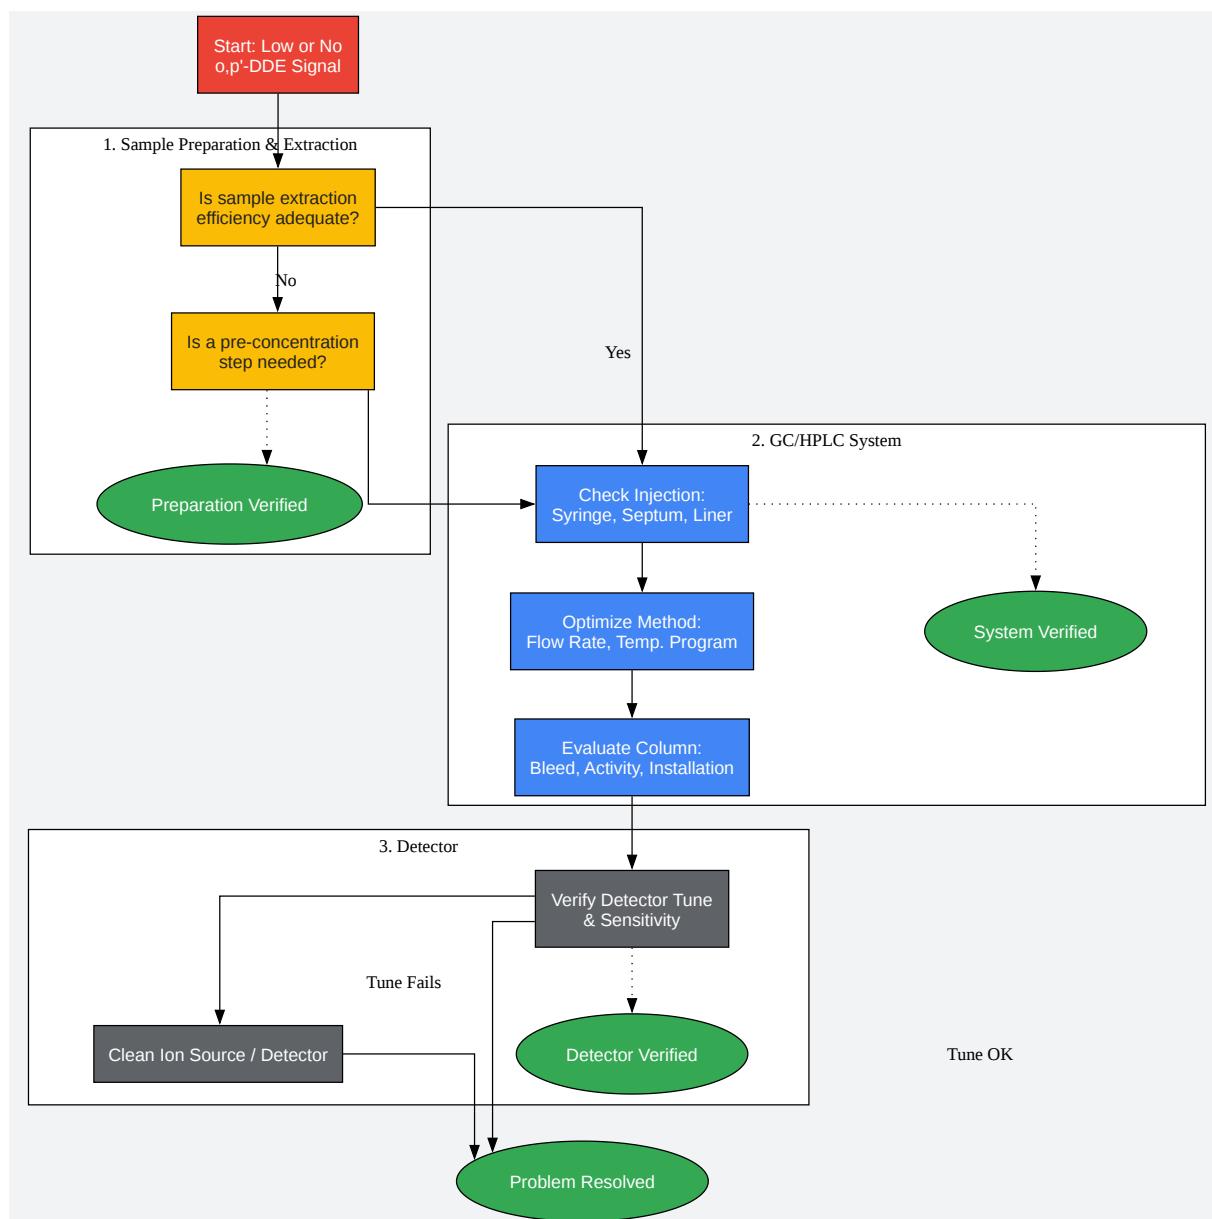 Start: Low or No
o,p'-DDE Signal
1. Sample Preparation & Extraction
Is sample extraction
efficiency adequate?
No
Is a pre-concentration
step needed?
Yes
Preparation Verified
2. GC/HPLC System
Check Injection:
Syringe, Septum, Liner
Optimize Method:
Flow Rate, Temp. Program
System Verified
Evaluate Column:
Bleed, Activity, Installation
3. Detector
Verify Detector Tune
& Sensitivity
Tune Fails
Clean Ion Source / Detector
Detector Verified
Tune OK
Problem Resolved